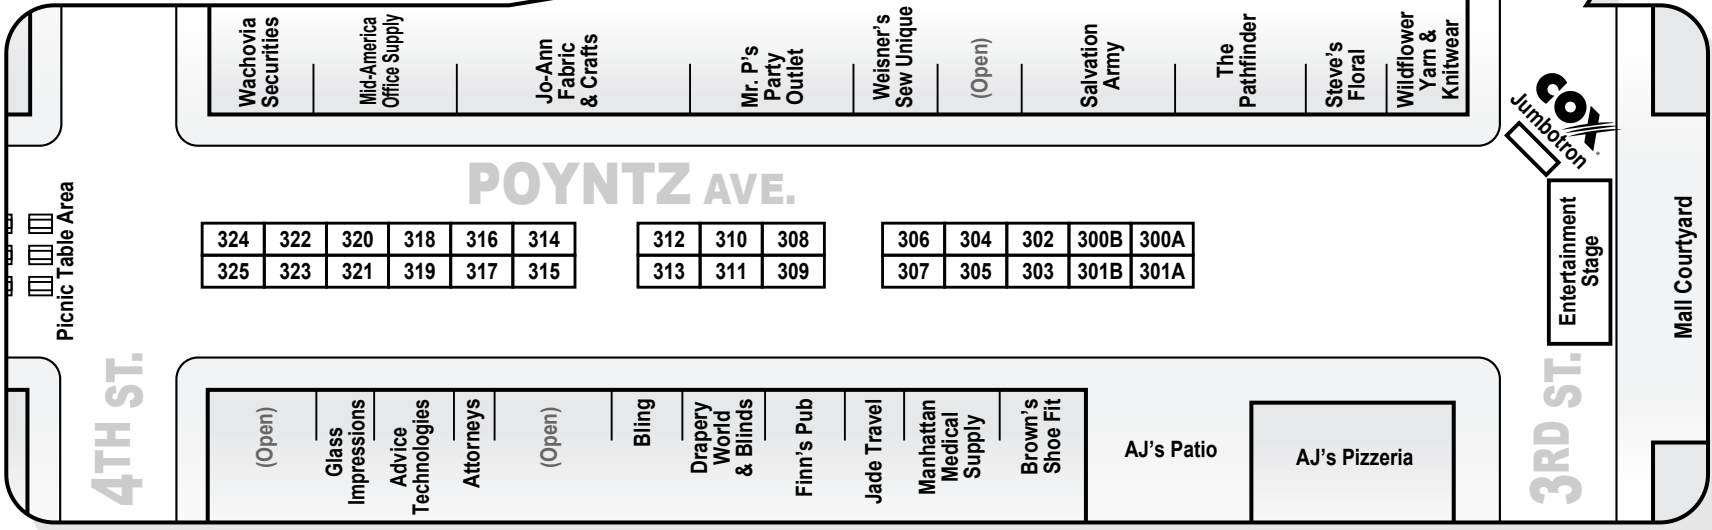 Wachovia
Securities
Mid-America
Office Supply
Jo-Ann
Fabric
& Crafts
Mr. P's
Party
Outlet
Weisner's
Sew Unique
(Open)
Salvation
Army
The
Pathfinder
Steve's
Floral
Wildflower
Yarn &
Knitwear
COX
Jumbotron
POYNTZ AVE.
Picnic Table Area
324 322 320 318 316 314
325 323 321 319 317 315
312 310 308
313 311 309
306 304 302 300B 300A
307 305 303 301B 301A
Entertainment
Stage
Mall Courtyard
4TH ST.
(Open)
Glass
Impressions
Advice
Technologies
Attorneys
(Open)
Bling
Drapery
World
& Blinds
Finn's Pub
Jade Travel
Manhattan
Medical
Supply
Brown's
Shoe Fit
AJ's Patio
AJ's Pizzeria
3RD ST.